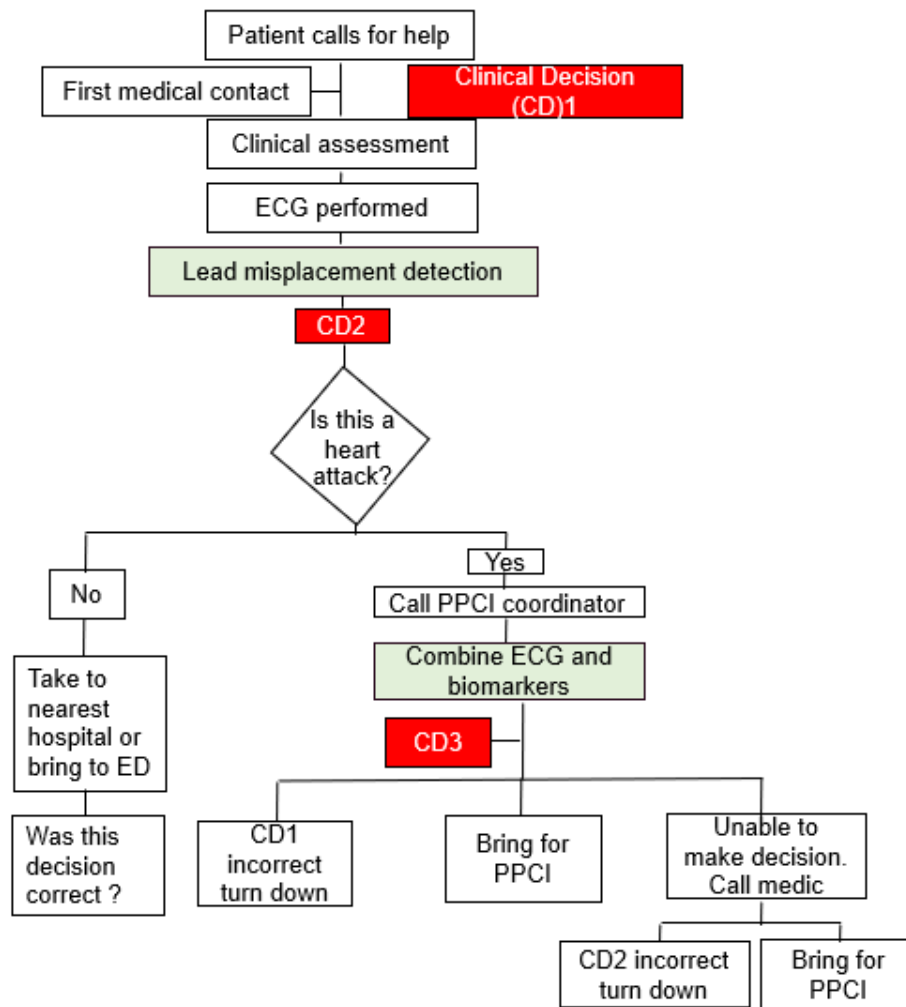 Patient calls for help
First medical contact
Clinical Decision
(CD)1
Clinical assessment
ECG performed
Lead misplacement detection
CD2
Is this a
heart
attack?
No
Yes
Call PPCI coordinator
Combine ECG and
biomarkers
Take to
nearest
hospital or
bring to ED
CD3
Was this
decision
correct ?
CD1
incorrect
turn down
Bring for
PPCI
Unable to
make decision.
Call medic
CD2 incorrect
turn down
Bring for
PPCI